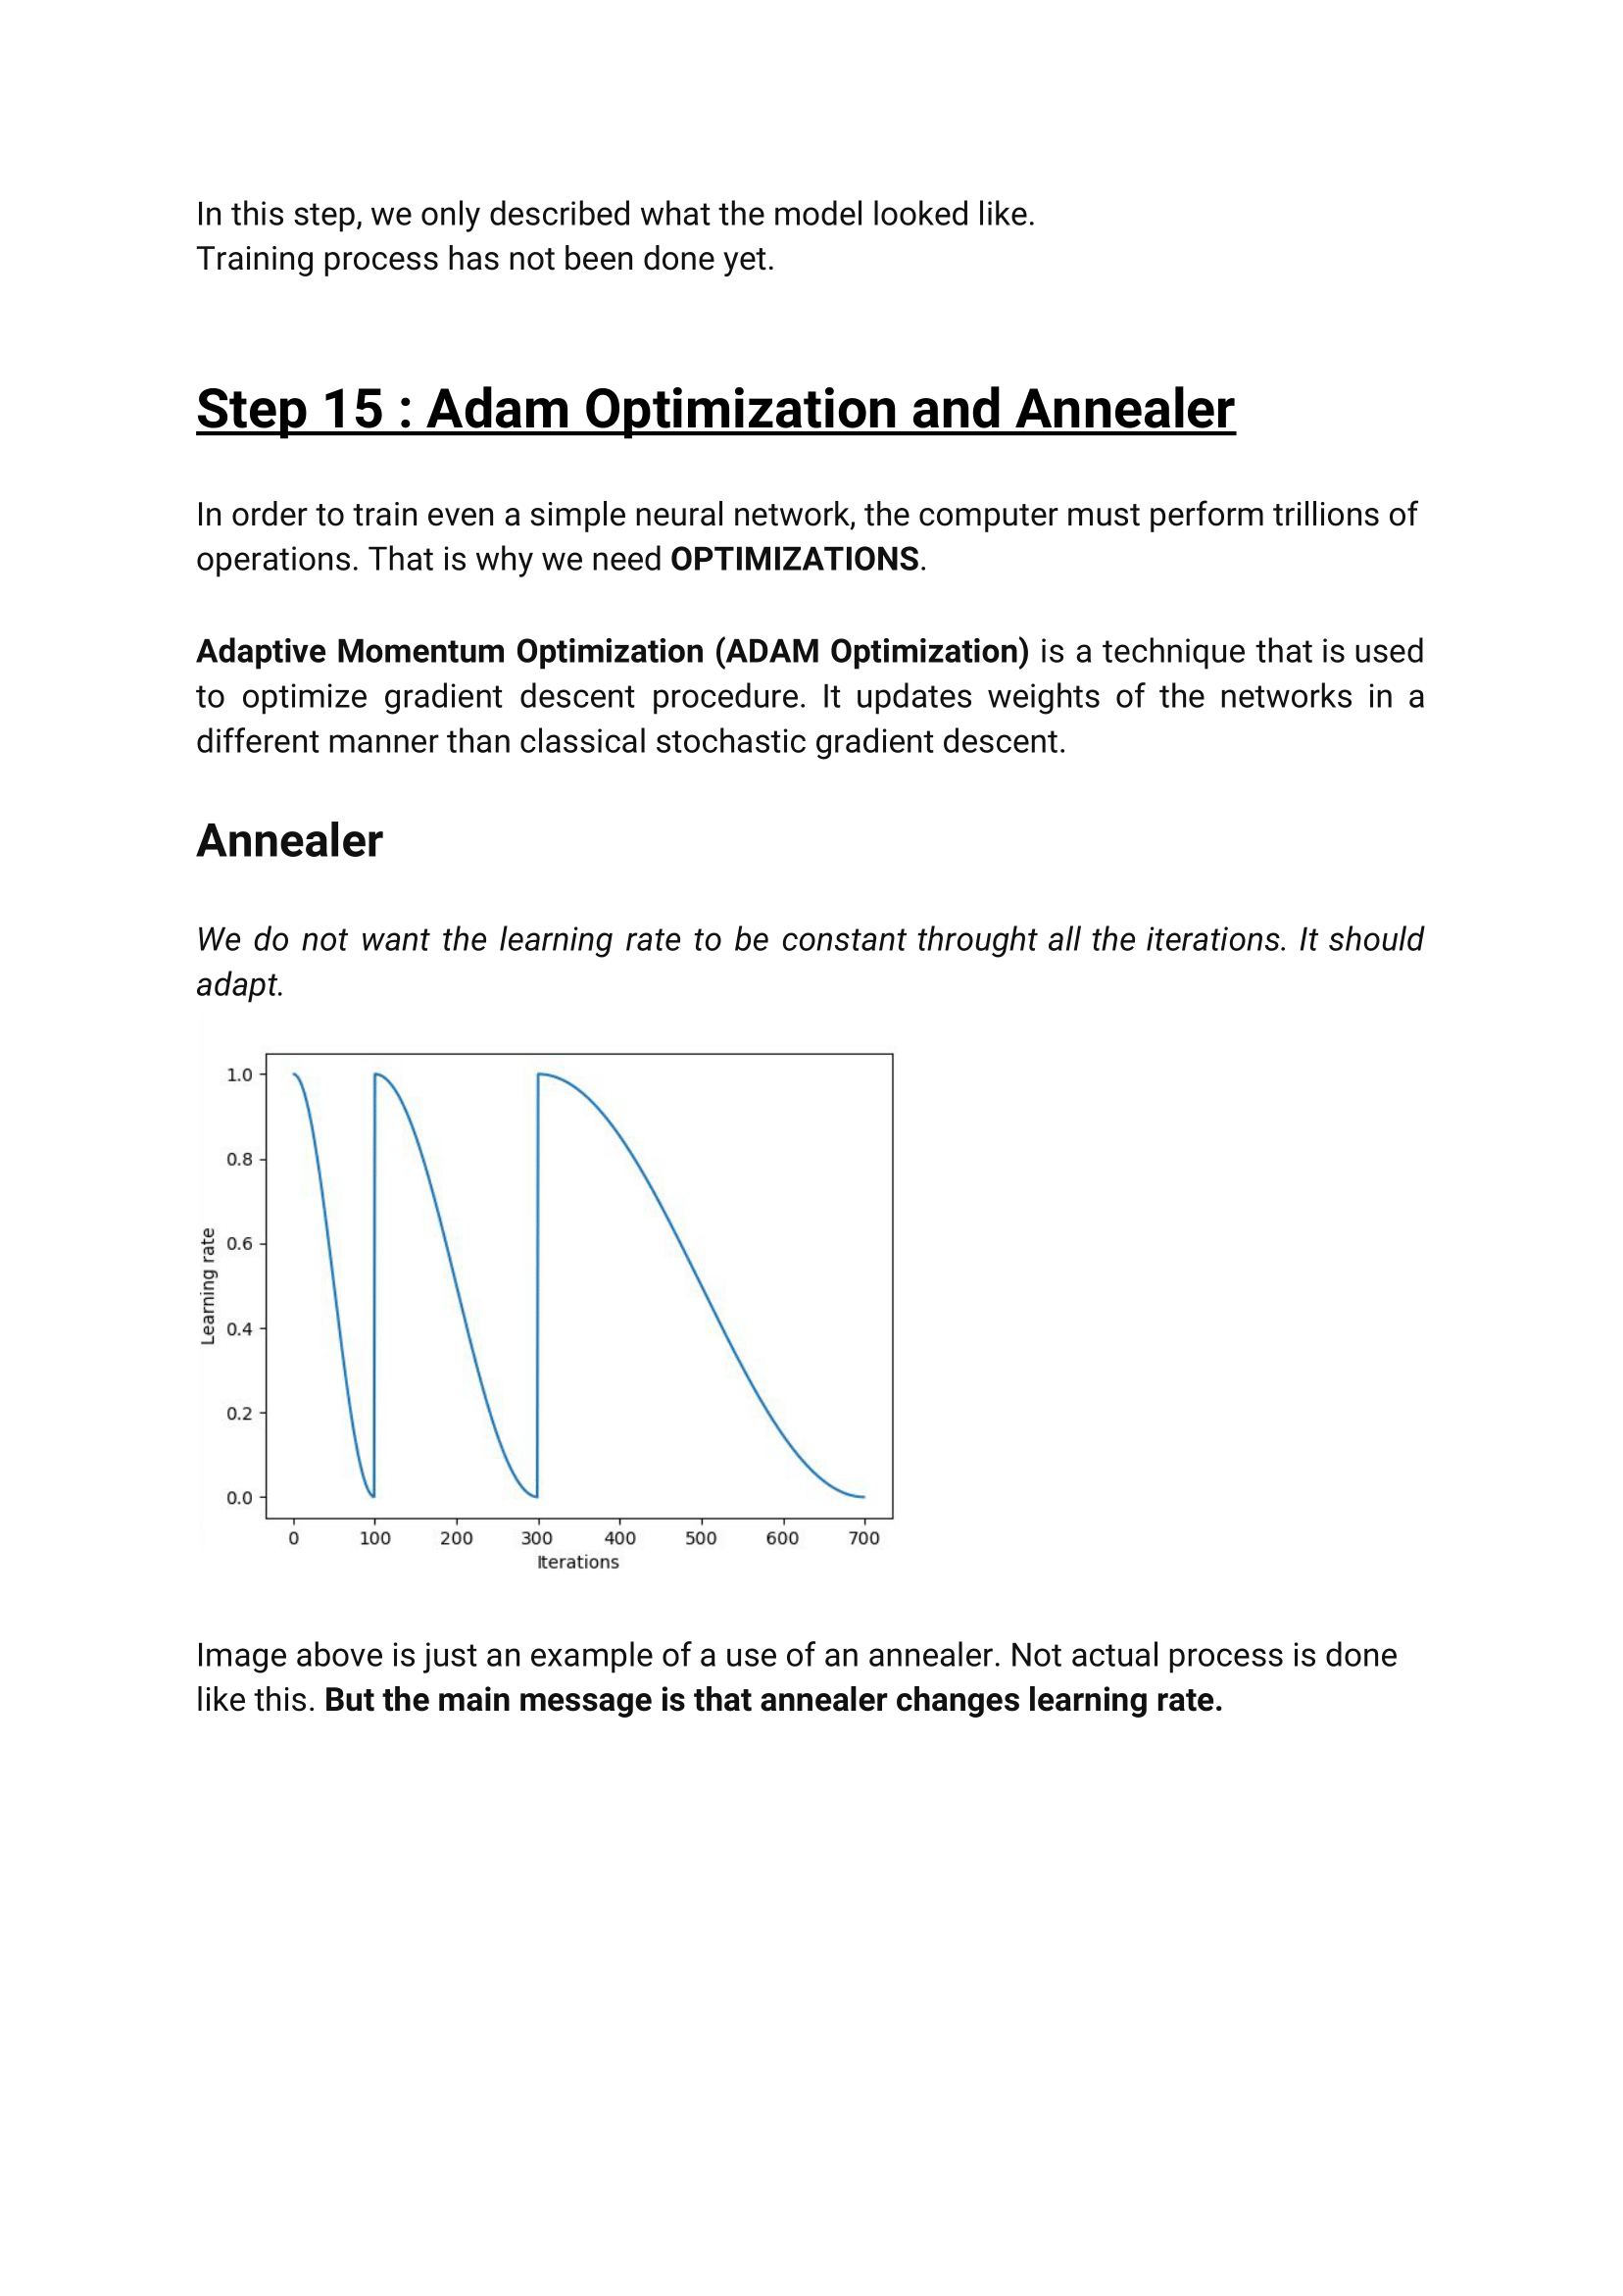 In this step, we only described what the model looked like.
Training process has not been done yet.
Step 15 : Adam Optimization and Annealer
In order to train even a simple neural network, the computer must perform trillions of
operations. That is why we need OPTIMIZATIONS.
Adaptive Momentum Optimization (ADAM Optimization) is a technique that is used
to optimize gradient descent procedure. It updates weights of the networks in a
different manner than classical stochastic gradient descent.
Annealer
We do not want the learning rate to be constant throught all the iterations. It should
adapt.
1.0
0.8
0.6
0.4
0.2
0.0
Learning rate
0 100 200 300 400 500 600 700
Iterations
Image above is just an example of a use of an annealer. Not actual process is done
like this. But the main message is that annealer changes learning rate.